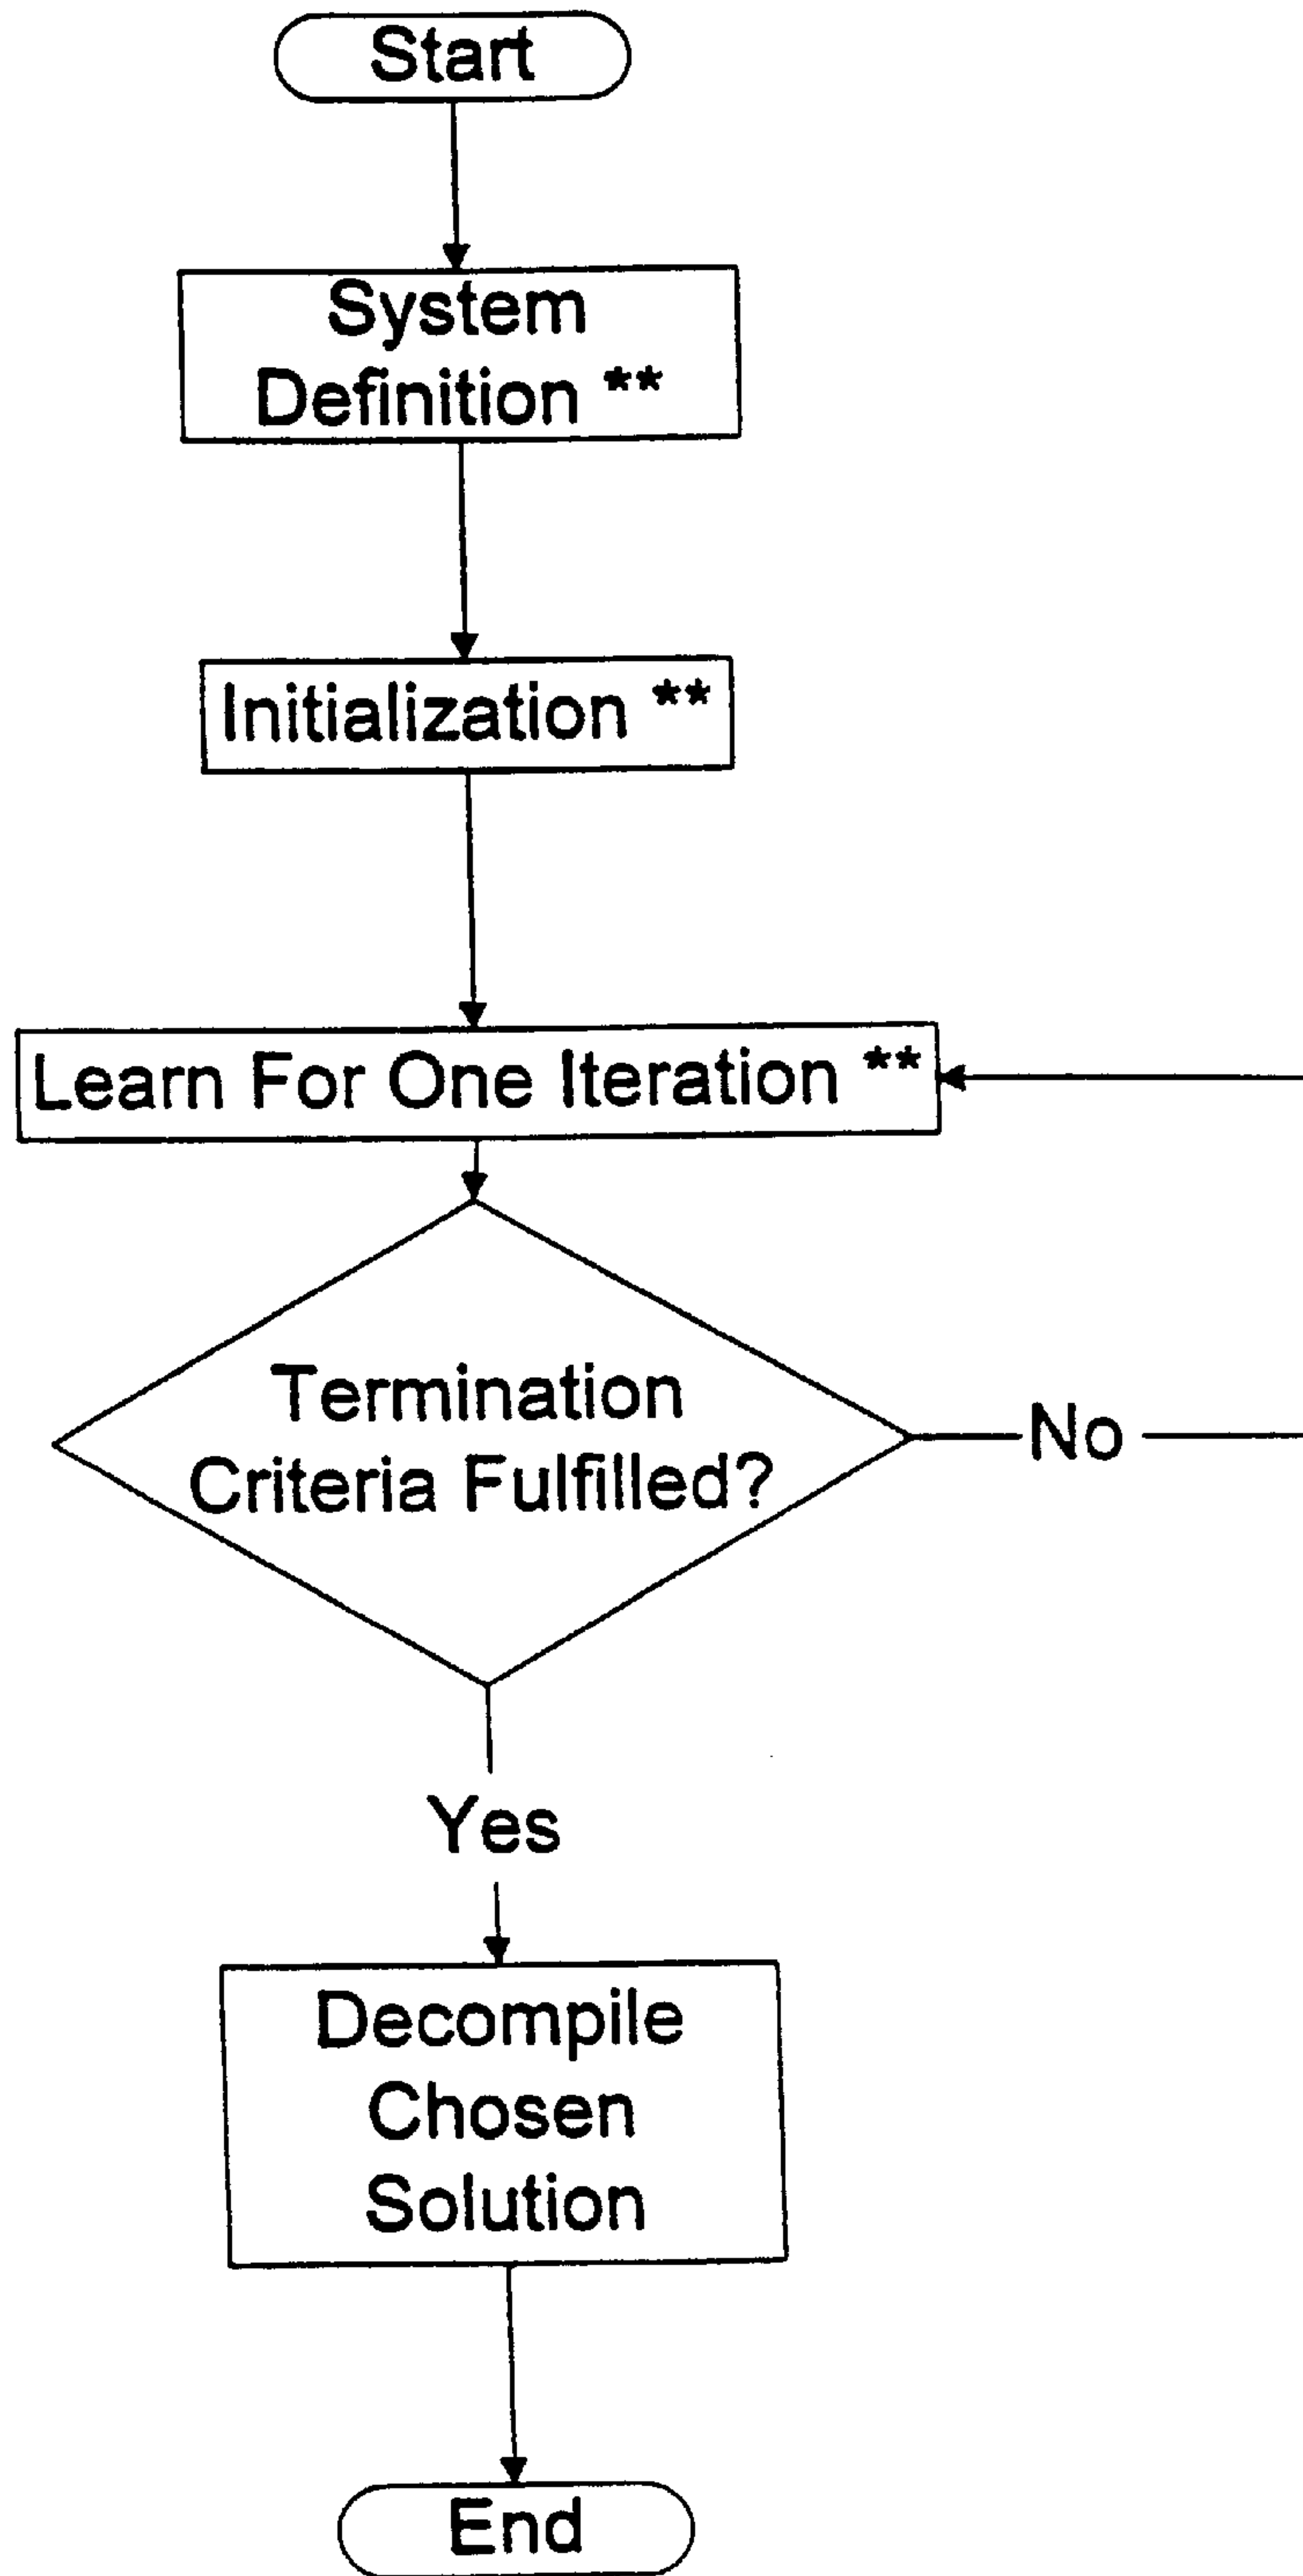 Start
System
Definition **
Initialization **
Learn For One Iteration **
Termination
Criteria Fulfilled?
No
Yes
Decompile
Chosen
Solution
End